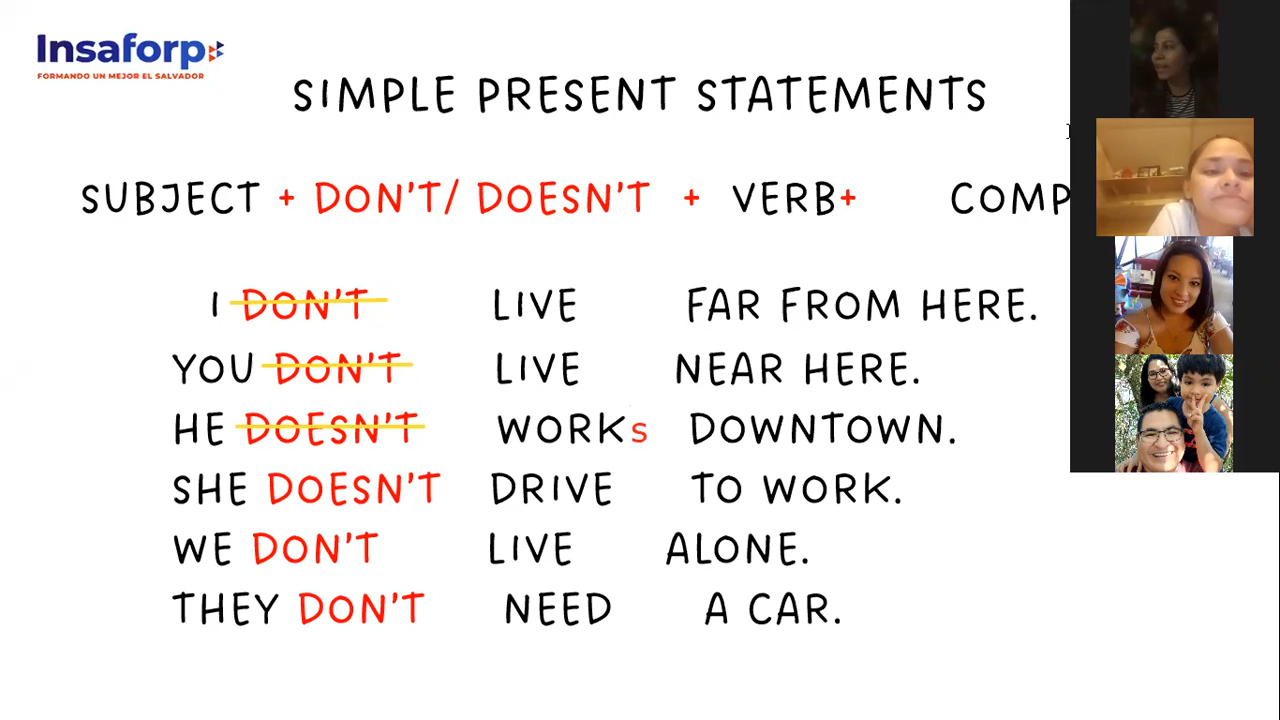 Insaforp
FORMANDO UN MEJOR EL SALVADOR
SIMPLE PRESENT STATEMENTS
SUBJECT + DON'T/ DOESN'T + VERB+ COMP
I DON'T LIVE FAR FROM HERE.
YOU DON'T LIVE NEAR HERE.
HE DOESN'T WORKs DOWNTOWN.
SHE DOESN'T DRIVE TO WORK.
WE DON'T LIVE ALONE.
THEY DON'T NEED A CAR.